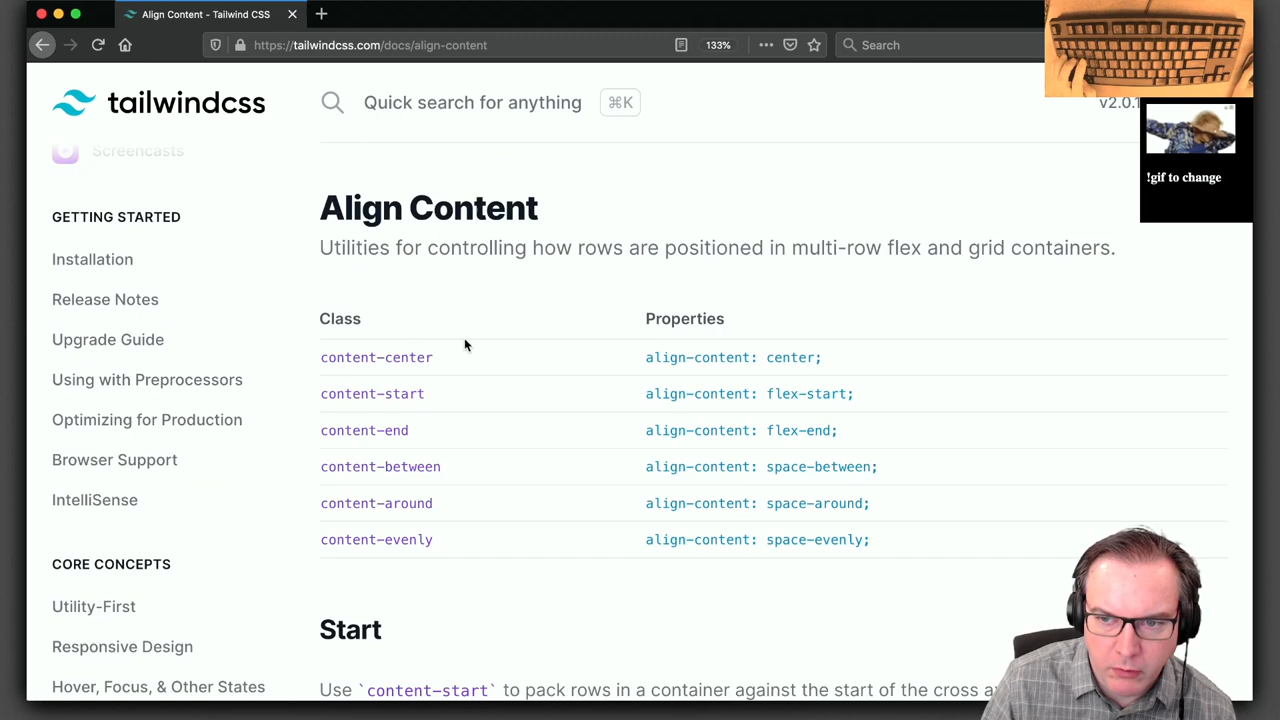 Align Content - Tailwind CSS
https://tailwindcss.com/docs/align-content
133%
Search
tailwindcss
Quick search for anything
⌘K
v2.0.1
!gif to change
Screencasts
GETTING STARTED
Installation
Release Notes
Upgrade Guide
Using with Preprocessors
Optimizing for Production
Browser Support
IntelliSense
CORE CONCEPTS
Utility-First
Responsive Design
Hover, Focus, & Other States
Align Content
Utilities for controlling how rows are positioned in multi-row flex and grid containers.
Class Properties
content-center align-content: center;
content-start align-content: flex-start;
content-end align-content: flex-end;
content-between align-content: space-between;
content-around align-content: space-around;
content-evenly align-content: space-evenly;
Start
Use `content-start` to pack rows in a container against the start of the cross